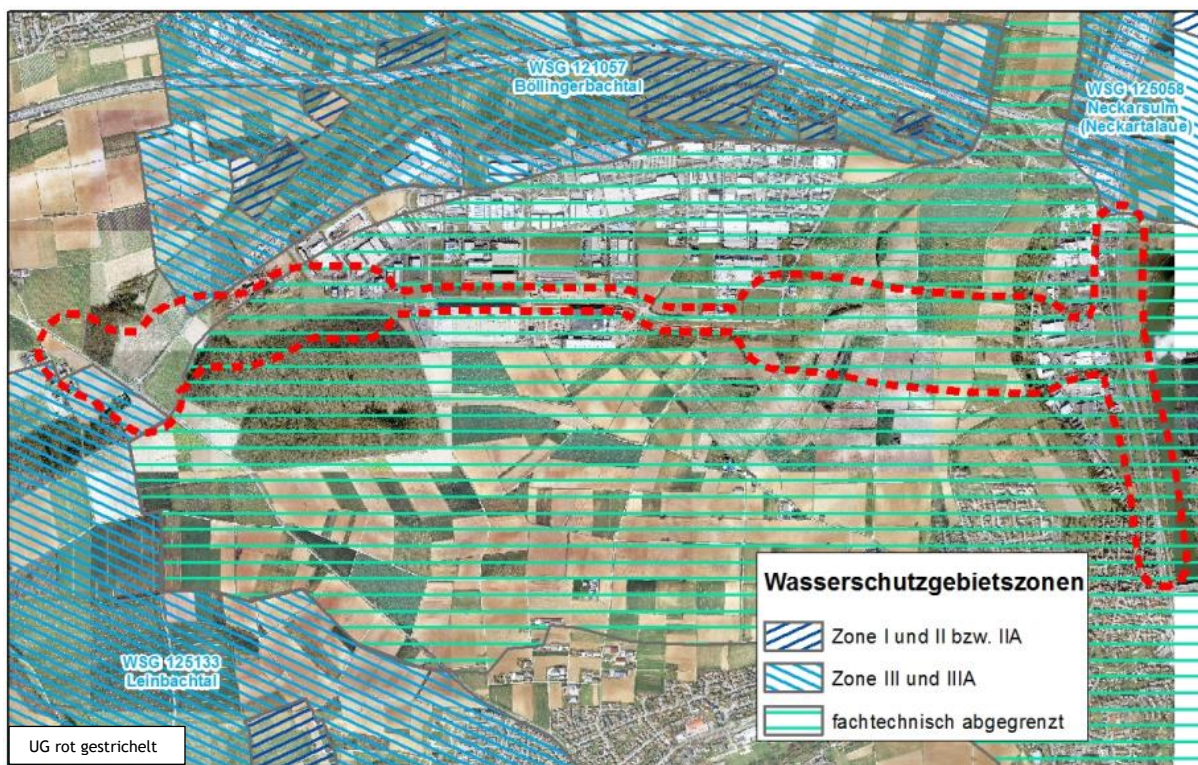 WSG 121057
Böllingerbachtal
WSG 125058
Neckarsulm
(Neckartalaue)
WSG 125133
Leinbachtal
Wasserschutzgebietszonen
Zone I und II bzw. IIA
Zone III und IIIA
fachtechnisch abgegrenzt
UG rot gestrichelt